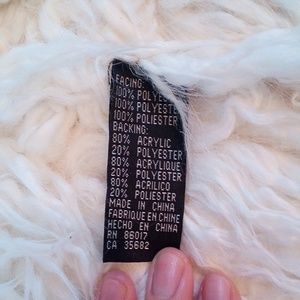 FACING:
100% POLYESTER
100% POLYESTER
100% POLIESTER
BACKING:
80% ACRYLIC
20% POLYESTER
80% ACRYLIQUE
20% POLYESTER
80% ACRILICO
20% POLIESTER
MADE IN CHINA
FABRIQUE EN CHINE
HECHO EN CHINA
RN 86017
CA 35682